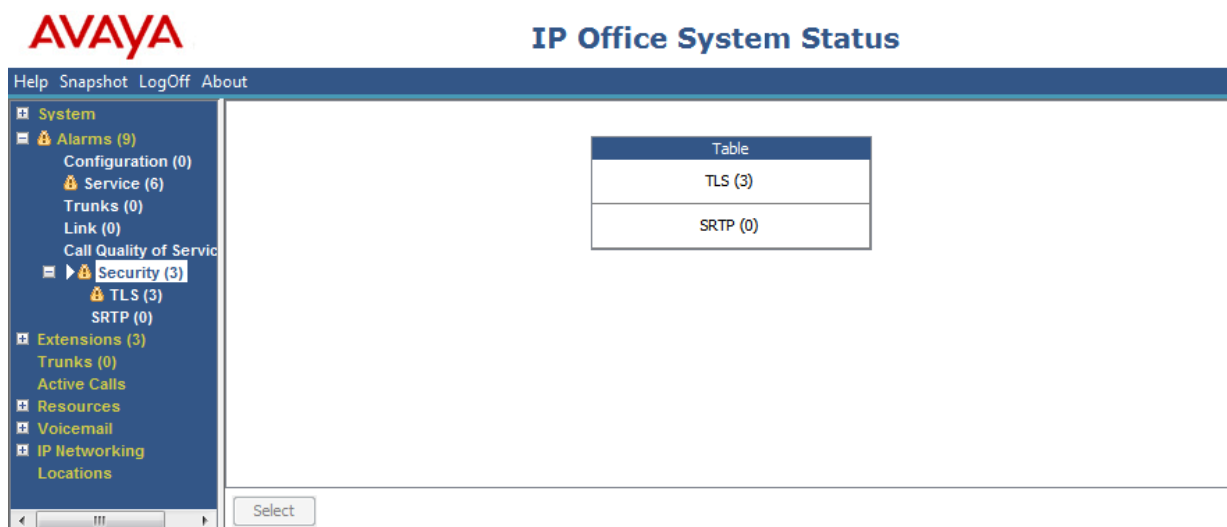 AVAYA
IP Office System Status
Help Snapshot LogOff About
System
Alarms (9)
Configuration (0)
Service (6)
Trunks (0)
Link (0)
Call Quality of Servic
Security (3)
TLS (3)
SRTP (0)
Extensions (3)
Trunks (0)
Active Calls
Resources
Voicemail
IP Networking
Locations
Table
TLS (3)
SRTP (0)
Select